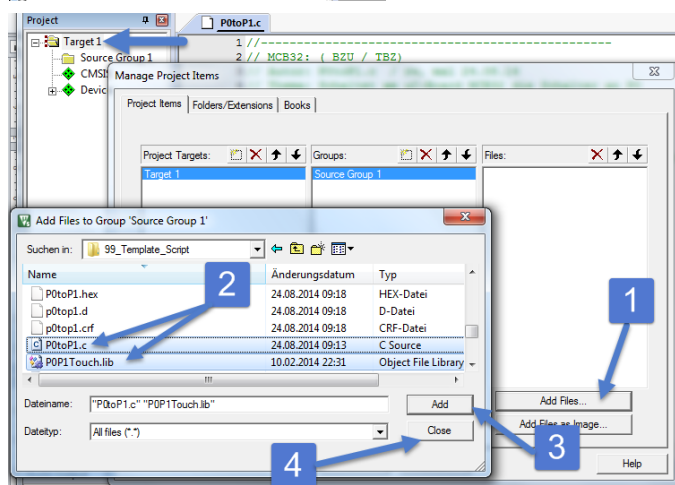 Project
P0toP1.c
Target 1
Source Group 1
CMSIS
Device
1 //--------------------------------------------------
2 // MCB32: ( BZU / TBZ)
Manage Project Items
Project Items Folders/Extensions Books
Project Targets: Groups: Files:
Target 1 Source Group 1
Add Files to Group 'Source Group 1'
Suchen in: 99_Template_Script
Name Änderungsdatum Typ
P0toP1.hex 24.08.2014 09:18 HEX-Datei
p0top1.d 24.08.2014 09:18 D-Datei
p0top1.crf 24.08.2014 09:18 CRF-Datei
P0toP1.c 24.08.2014 09:13 C Source
P0P1Touch.lib 10.02.2014 22:31 Object File Library
Dateiname: "P0toP1.c" "P0P1Touch.lib" Add
Dateityp: All files (*.*) Close
Add Files...
Add Files as Image...
Help
1
2
3
4